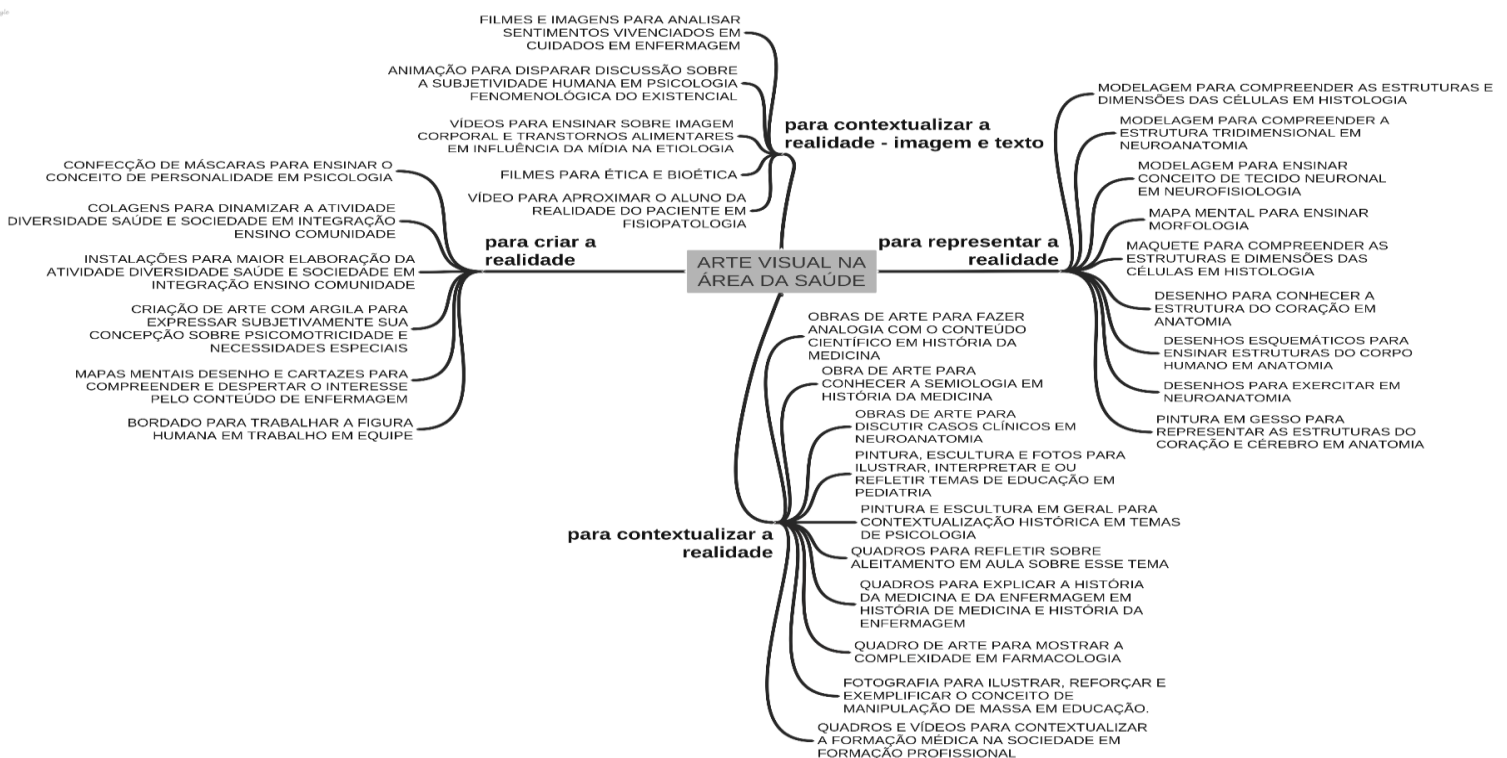 FILMES E IMAGENS PARA ANALISAR
SENTIMENTOS VIVENCIADOS EM
CUIDADOS EM ENFERMAGEM
ANIMAÇÃO PARA DISPARAR DISCUSSÃO SOBRE
A SUBJETIVIDADE HUMANA EM PSICOLOGIA
FENOMENOLÓGICA DO EXISTENCIAL
VÍDEOS PARA ENSINAR SOBRE IMAGEM
CORPORAL E TRANSTORNOS ALIMENTARES
EM INFLUÊNCIA DA MÍDIA NA ETIOLOGIA
FILMES PARA ÉTICA E BIOÉTICA
VÍDEO PARA APROXIMAR O ALUNO DA
REALIDADE DO PACIENTE EM
FISIOPATOLOGIA
para contextualizar a
realidade - imagem e texto
CONFECÇÃO DE MÁSCARAS PARA ENSINAR O
CONCEITO DE PERSONALIDADE EM PSICOLOGIA
COLAGENS PARA DINAMIZAR A ATIVIDADE
DIVERSIDADE SAÚDE E SOCIEDADE EM INTEGRAÇÃO
ENSINO COMUNIDADE
INSTALAÇÕES PARA MAIOR ELABORAÇÃO DA
ATIVIDADE DIVERSIDADE SAÚDE E SOCIEDADE EM
INTEGRAÇÃO ENSINO COMUNIDADE
CRIAÇÃO DE ARTE COM ARGILA PARA
EXPRESSAR SUBJETIVAMENTE SUA
CONCEPÇÃO SOBRE PSICOMOTRICIDADE E
NECESSIDADES ESPECIAIS
MAPAS MENTAIS DESENHO E CARTAZES PARA
COMPREENDER E DESPERTAR O INTERESSE
PELO CONTEÚDO DE ENFERMAGEM
BORDADO PARA TRABALHAR A FIGURA
HUMANA EM TRABALHO EM EQUIPE
para criar a
realidade
ARTE VISUAL NA
ÁREA DA SAÚDE
para representar a
realidade
MODELAGEM PARA COMPREENDER AS ESTRUTURAS E
DIMENSÕES DAS CÉLULAS EM HISTOLOGIA
MODELAGEM PARA COMPREENDER A
ESTRUTURA TRIDIMENSIONAL EM
NEUROANATOMIA
MODELAGEM PARA ENSINAR
CONCEITO DE TECIDO NEURONAL
EM NEUROFISIOLOGIA
MAPA MENTAL PARA ENSINAR
MORFOLOGIA
MAQUETE PARA COMPREENDER AS
ESTRUTURAS E DIMENSÕES DAS
CÉLULAS EM HISTOLOGIA
DESENHO PARA CONHECER A
ESTRUTURA DO CORAÇÃO EM
ANATOMIA
DESENHOS ESQUEMÁTICOS PARA
ENSINAR ESTRUTURAS DO CORPO
HUMANO EM ANATOMIA
DESENHOS PARA EXERCITAR EM
NEUROANATOMIA
PINTURA EM GESSO PARA
REPRESENTAR AS ESTRUTURAS DO
CORAÇÃO E CÉREBRO EM ANATOMIA
para contextualizar a
realidade
OBRAS DE ARTE PARA FAZER
ANALOGIA COM O CONTEÚDO
CIENTÍFICO EM HISTÓRIA DA
MEDICINA
OBRA DE ARTE PARA
CONHECER A SEMIOLOGIA EM
HISTÓRIA DA MEDICINA
OBRAS DE ARTE PARA
DISCUTIR CASOS CLÍNICOS EM
NEUROANATOMIA
PINTURA, ESCULTURA E FOTOS PARA
ILUSTRAR, INTERPRETAR E OU
REFLETIR TEMAS DE EDUCAÇÃO EM
PEDIATRIA
PINTURA E ESCULTURA EM GERAL PARA
CONTEXTUALIZAÇÃO HISTÓRICA EM TEMAS
DE PSICOLOGIA
QUADROS PARA REFLETIR SOBRE
ALEITAMENTO EM AULA SOBRE ESSE TEMA
QUADROS PARA EXPLICAR A HISTÓRIA
DA MEDICINA E DA ENFERMAGEM EM
HISTÓRIA DE MEDICINA E HISTÓRIA DA
ENFERMAGEM
QUADRO DE ARTE PARA MOSTRAR A
COMPLEXIDADE EM FARMACOLOGIA
FOTOGRAFIA PARA ILUSTRAR, REFORÇAR E
EXEMPLIFICAR O CONCEITO DE
MANIPULAÇÃO DE MASSA EM EDUCAÇÃO.
QUADROS E VÍDEOS PARA CONTEXTUALIZAR
A FORMAÇÃO MÉDICA NA SOCIEDADE EM
FORMAÇÃO PROFISSIONAL